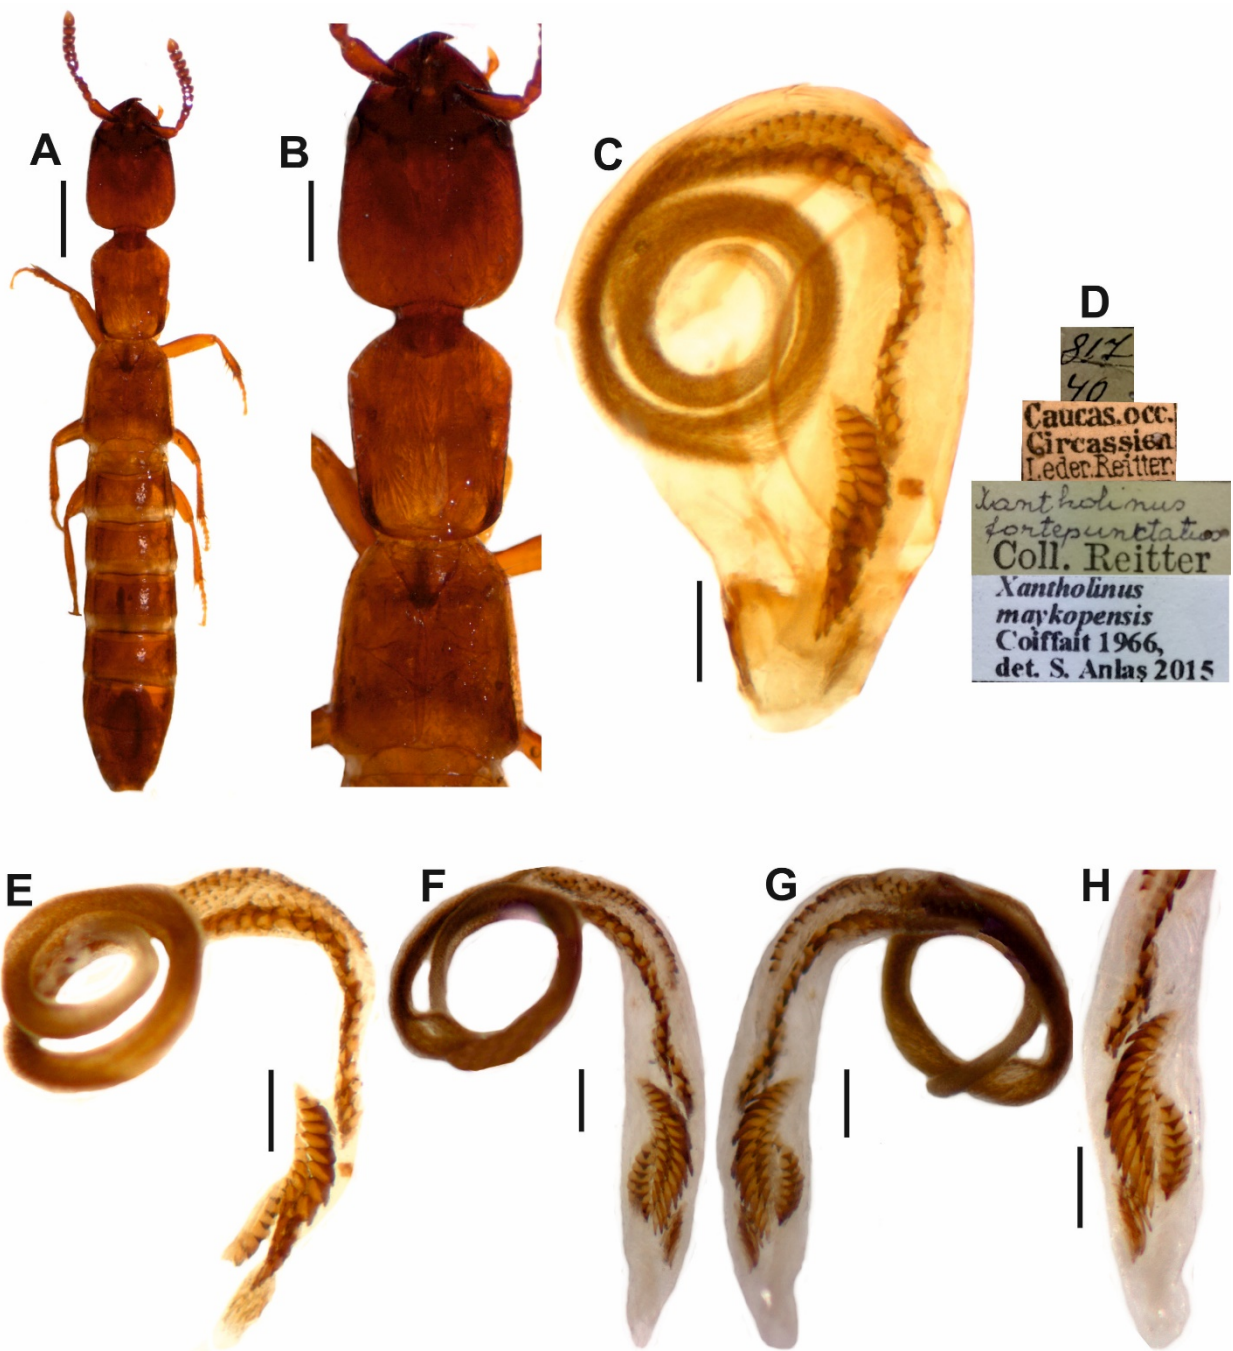 A
B
C
D
817
40
Caucas.occ.
Circassien
Leder.Reitter.
Xantholinus
fortepunctatus
Coll. Reitter
Xantholinus
maykopensis
Coiffait 1966,
det. S. Anlaş 2015
E
F
G
H